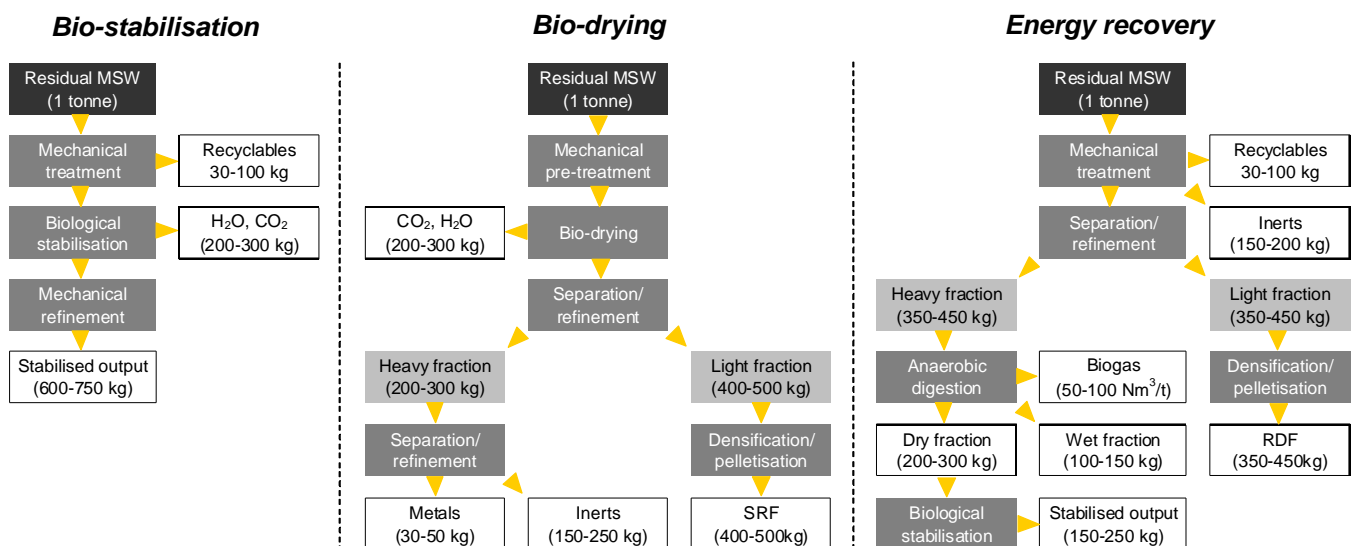 Bio-stabilisation
Residual MSW
(1 tonne)
Mechanical
treatment
Recyclables
30-100 kg
Biological
stabilisation
H₂O, CO₂
(200-300 kg)
Mechanical
refinement
Stabilised output
(600-750 kg)
Bio-drying
Residual MSW
(1 tonne)
Mechanical
pre-treatment
CO₂, H₂O
(200-300 kg)
Bio-drying
Separation/
refinement
Heavy fraction
(200-300 kg)
Light fraction
(400-500 kg)
Separation/
refinement
Densification/
pelletisation
Metals
(30-50 kg)
Inerts
(150-250 kg)
SRF
(400-500kg)
Energy recovery
Residual MSW
(1 tonne)
Mechanical
treatment
Recyclables
30-100 kg
Separation/
refinement
Inerts
(150-200 kg)
Heavy fraction
(350-450 kg)
Light fraction
(350-450 kg)
Anaerobic
digestion
Biogas
(50-100 Nm³/t)
Densification/
pelletisation
Dry fraction
(200-300 kg)
Wet fraction
(100-150 kg)
RDF
(350-450kg)
Biological
stabilisation
Stabilised output
(150-250 kg)